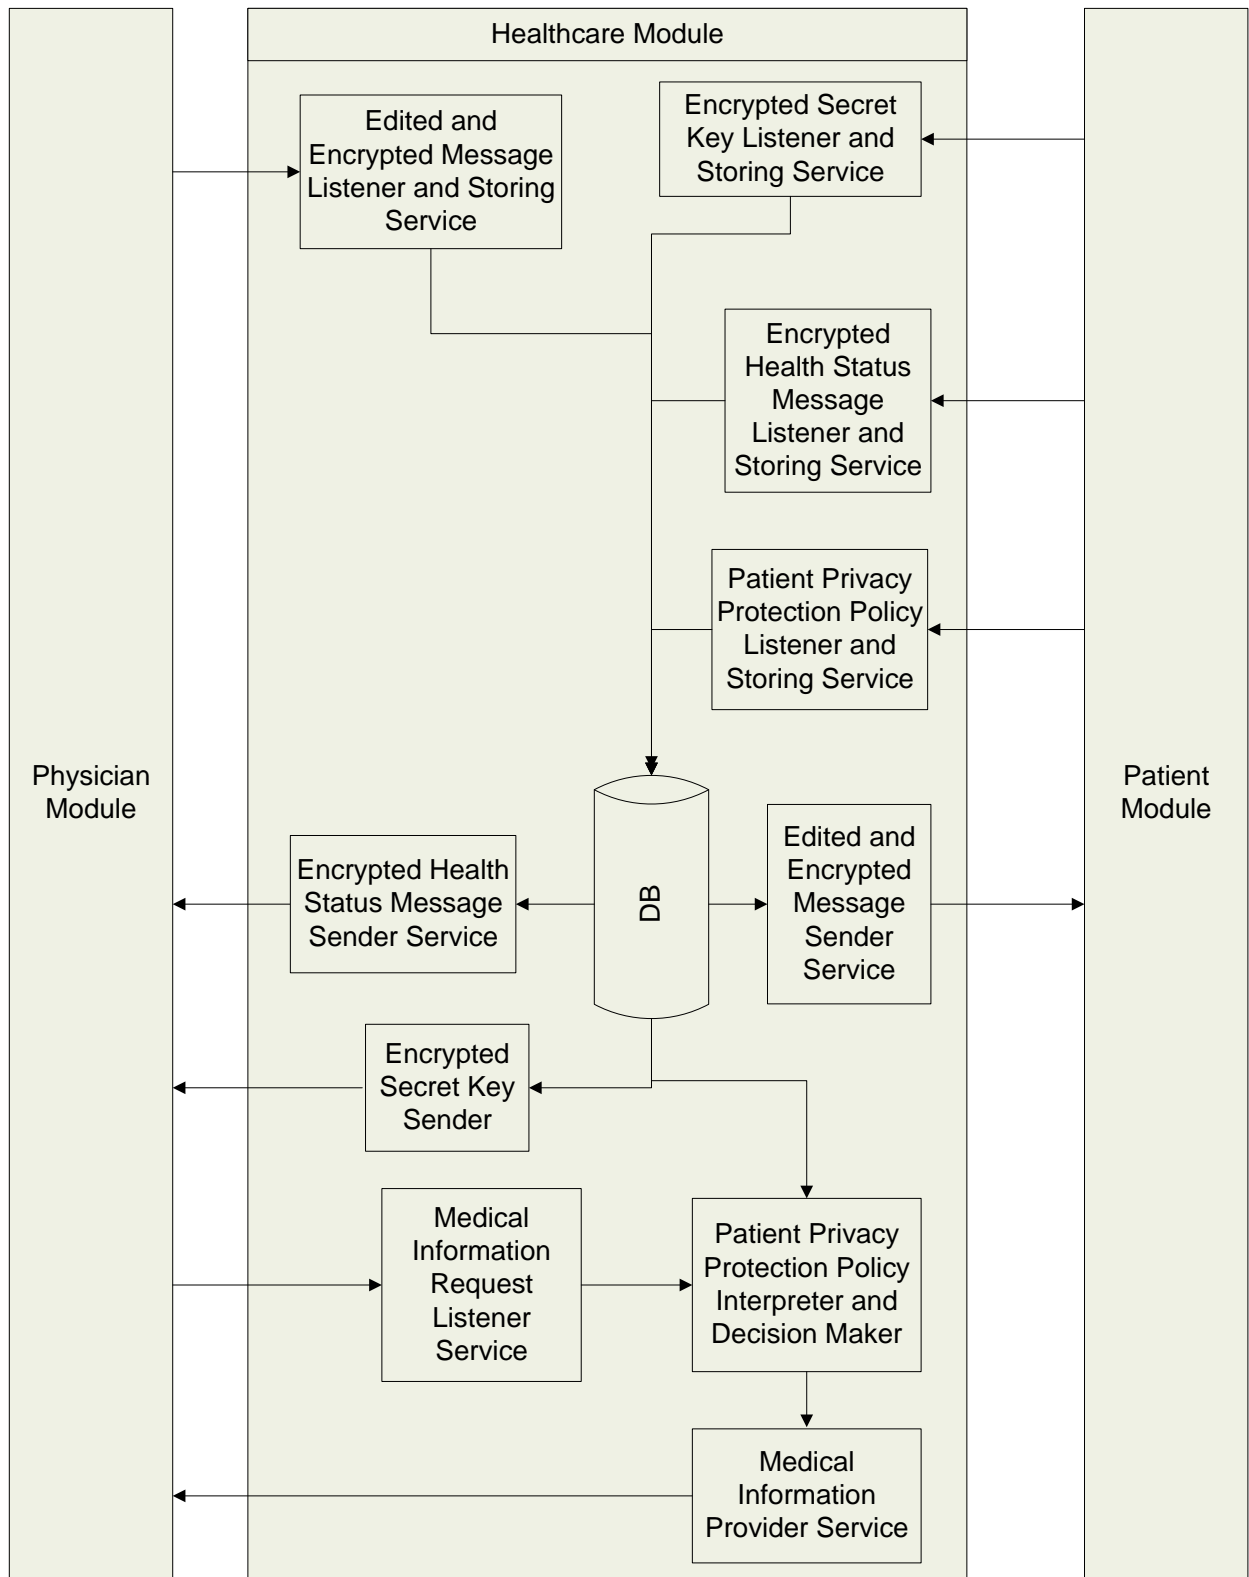 Healthcare Module
Edited and
Encrypted Message
Listener and Storing
Service
Encrypted Secret
Key Listener and
Storing Service
Encrypted
Health Status
Message
Listener and
Storing Service
Patient Privacy
Protection Policy
Listener and
Storing Service
Physician
Module
Patient
Module
Encrypted Health
Status Message
Sender Service
DB
Edited and
Encrypted
Message
Sender
Service
Encrypted
Secret Key
Sender
Medical
Information
Request
Listener
Service
Patient Privacy
Protection Policy
Interpreter and
Decision Maker
Medical
Information
Provider Service